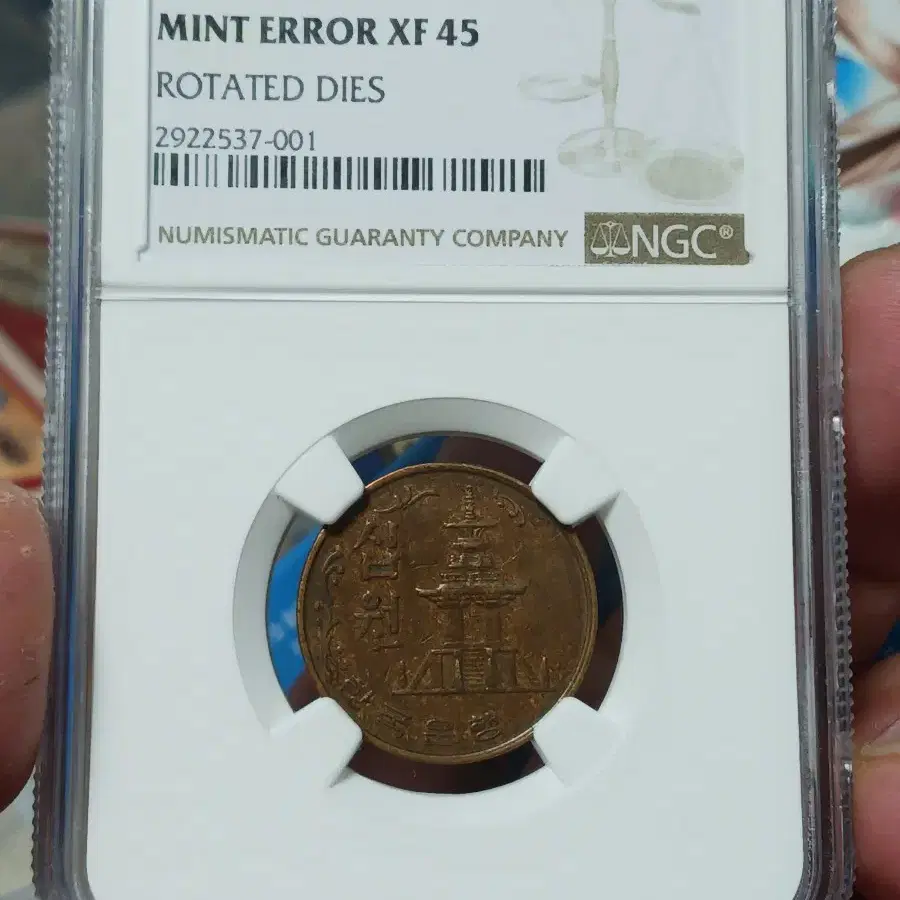 MINT ERROR XF 45
ROTATED DIES
2922537-001
NUMISMATIC GUARANTY COMPANY NGC®
십원
한국은행